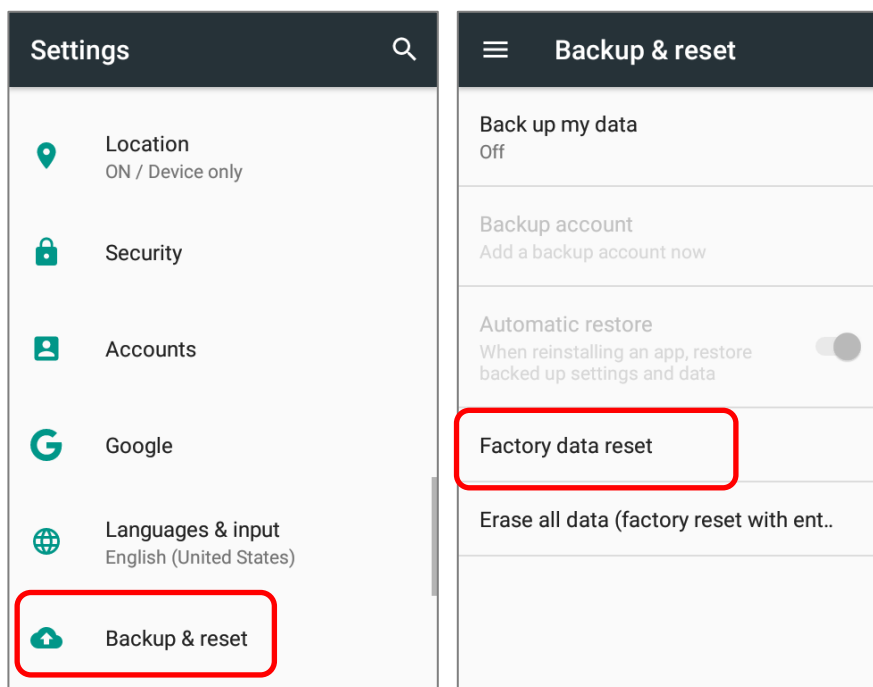 Settings
Location
ON / Device only
Security
Accounts
Google
Languages & input
English (United States)
Backup & reset
Backup & reset
Back up my data
Off
Backup account
Add a backup account now
Automatic restore
When reinstalling an app, restore
backed up settings and data
Factory data reset
Erase all data (factory reset with ent..